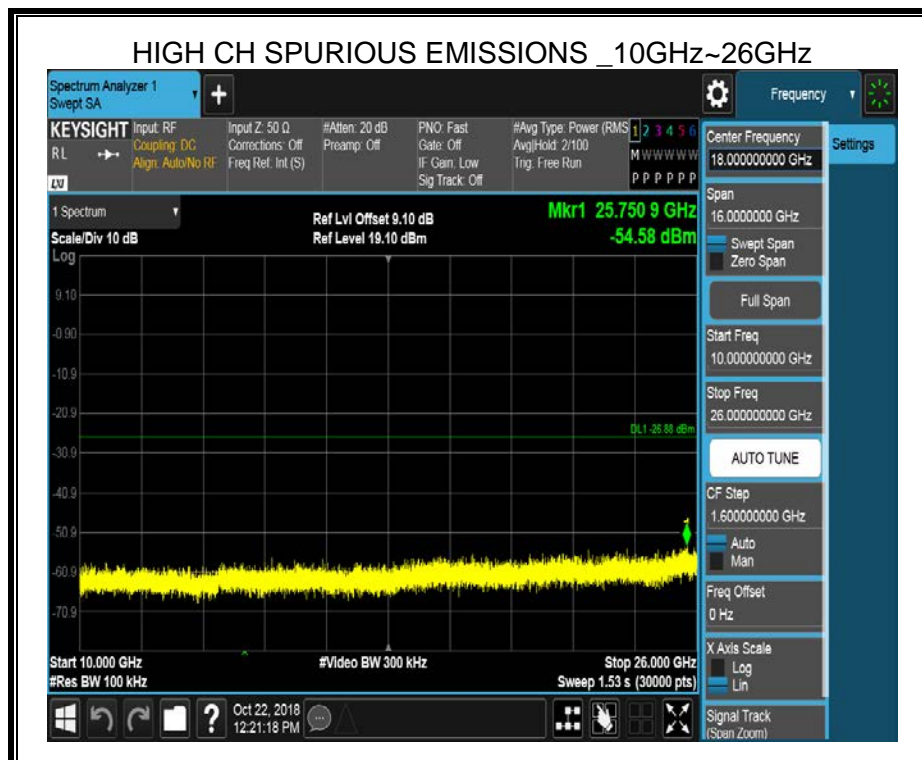 HIGH CH SPURIOUS EMISSIONS _10GHz~26GHz
Spectrum Analyzer 1
Swept SA
+
Frequency
KEYSIGHT
RL
LXI
Input: RF
Coupling: DC
Align: Auto/No RF
Input Z: 50 Ω
Corrections: Off
Freq Ref: Int (S)
#Atten: 20 dB
Preamp: Off
PNO: Fast
Gate: Off
IF Gain: Low
Sig Track: Off
#Avg Type: Power (RMS
Avg|Hold: 2/100
Trig: Free Run
1 2 3 4 5 6
M W W W W W
P P P P P P
1 Spectrum
Scale/Div 10 dB
Ref Lvl Offset 9.10 dB
Ref Level 19.10 dBm
Mkr1 25.750 9 GHz
-54.58 dBm
Log
9.10
-0.90
-10.9
-20.9
-30.9
-40.9
-50.9
-60.9
-70.9
DL1 -26.88 dBm
1
Start 10.000 GHz
#Res BW 100 kHz
#Video BW 300 kHz
Stop 26.000 GHz
Sweep 1.53 s (30000 pts)
Center Frequency
18.000000000 GHz
Settings
Span
16.0000000 GHz
Swept Span
Zero Span
Full Span
Start Freq
10.000000000 GHz
Stop Freq
26.000000000 GHz
AUTO TUNE
CF Step
1.600000000 GHz
Auto
Man
Freq Offset
0 Hz
X Axis Scale
Log
Lin
Signal Track
(Span Zoom)
?
Oct 22, 2018
12:21:18 PM